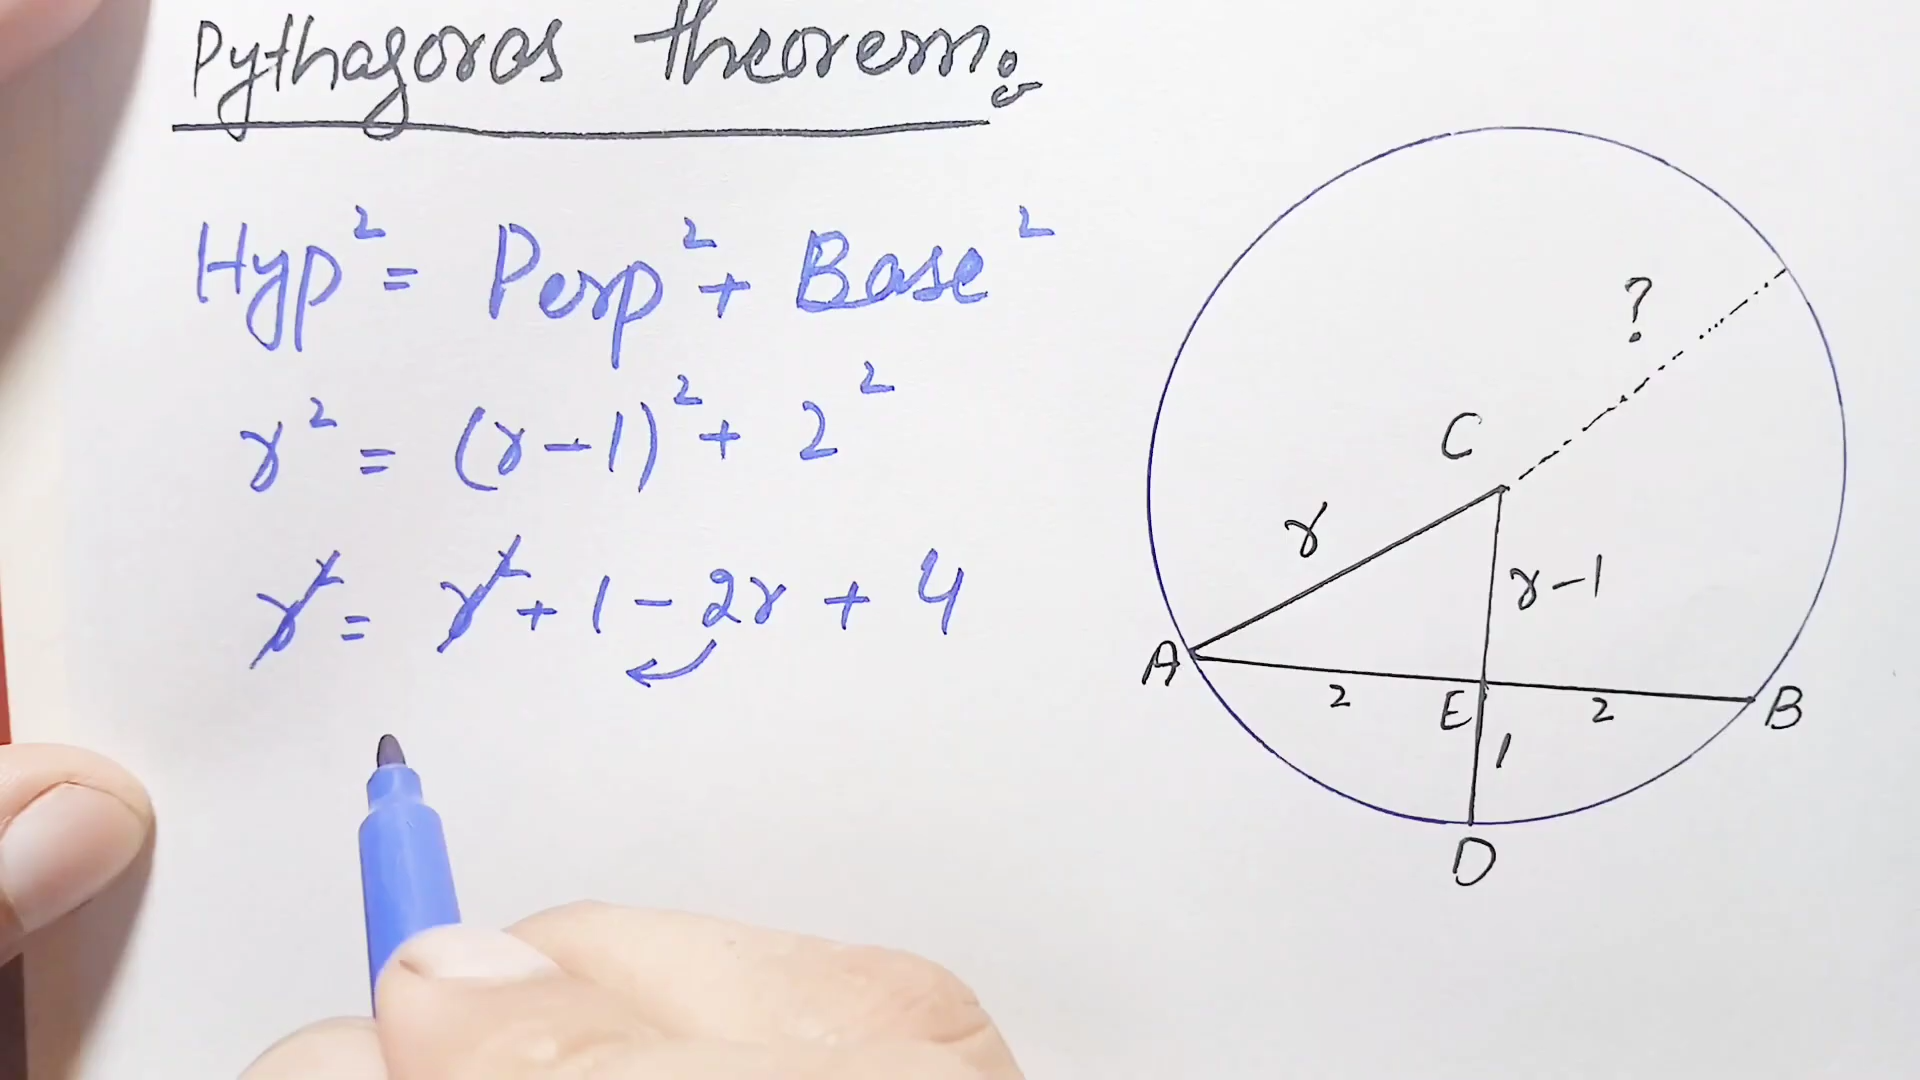 Pythagoras theorem:
Hyp² = Perp² + Base²
r² = (r-1)² + 2²
r² = r² + 1 - 2r + 4
?
C
r
r-1
A
2
E
2
B
1
D